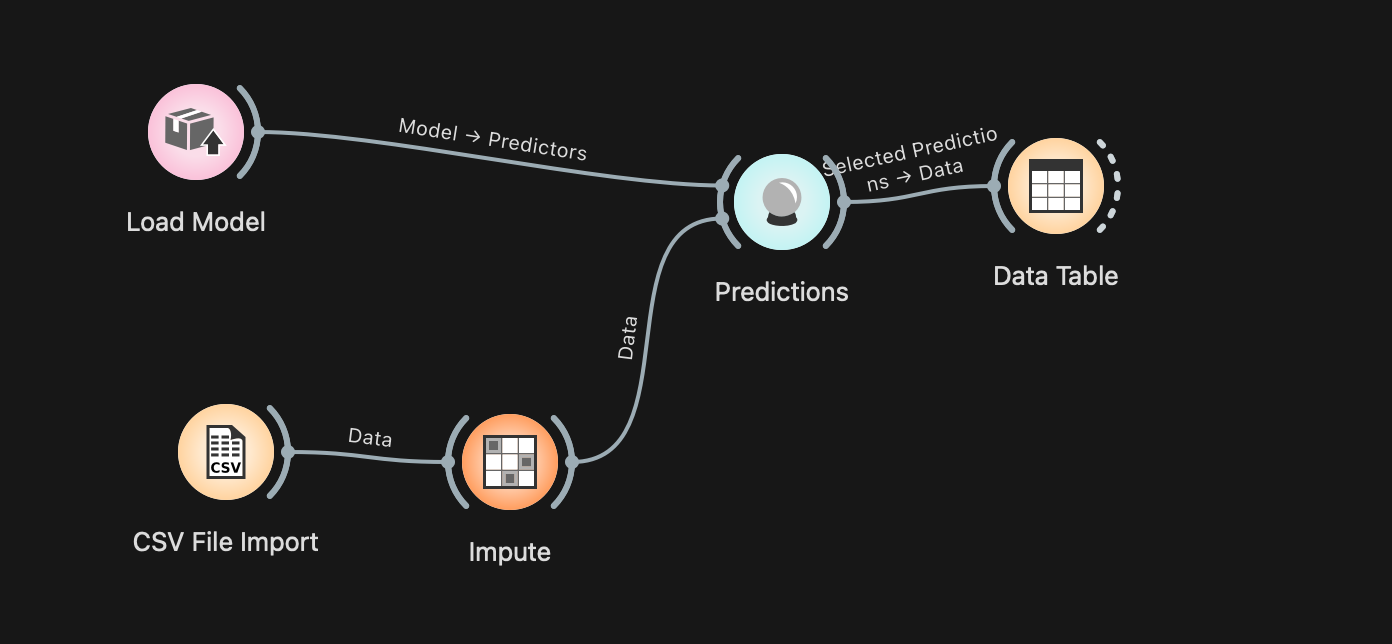 Model → Predictors
Selected Predictio
ns → Data
Load Model
Data Table
Predictions
Data
Data
CSV
CSV File Import
Impute